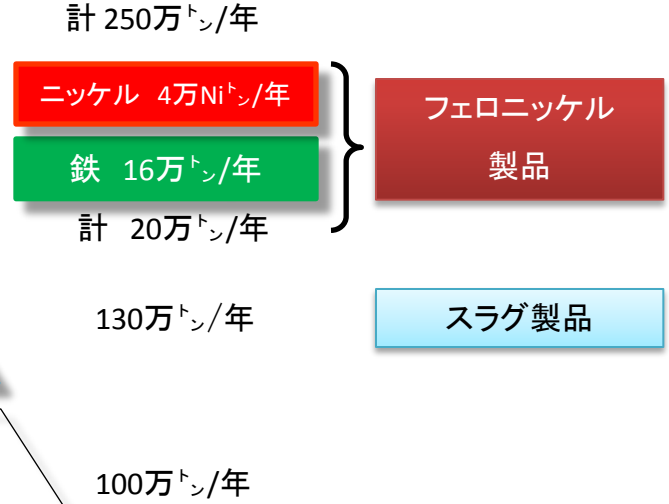 計 250万㌧/年
ニッケル 4万Ni㌧/年
フェロニッケル
製品
鉄 16万㌧/年
計 20万㌧/年
130万㌧/年
スラグ製品
100万㌧/年